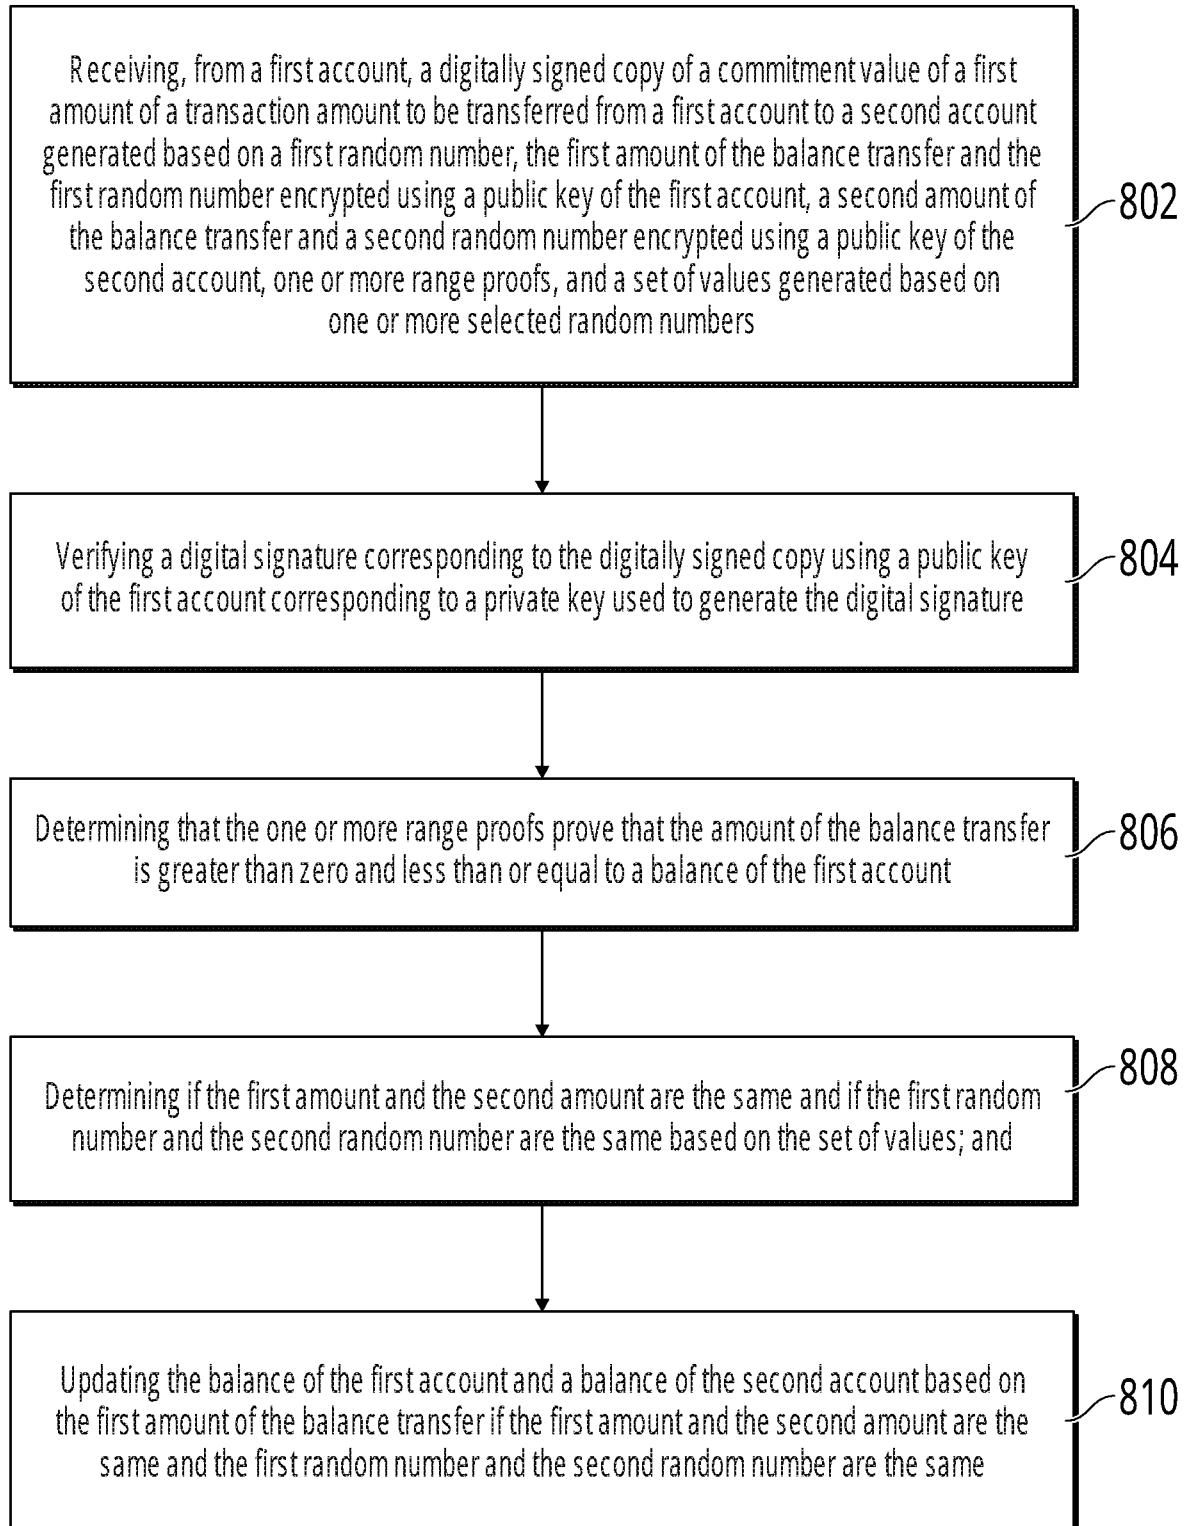 Receiving, from a first account, a digitally signed copy of a commitment value of a first
amount of a transaction amount to be transferred from a first account to a second account
generated based on a first random number, the first amount of the balance transfer and the
first random number encrypted using a public key of the first account, a second amount of
the balance transfer and a second random number encrypted using a public key of the
second account, one or more range proofs, and a set of values generated based on
one or more selected random numbers
802
Verifying a digital signature corresponding to the digitally signed copy using a public key
of the first account corresponding to a private key used to generate the digital signature
804
Determining that the one or more range proofs prove that the amount of the balance transfer
is greater than zero and less than or equal to a balance of the first account
806
Determining if the first amount and the second amount are the same and if the first random
number and the second random number are the same based on the set of values; and
808
Updating the balance of the first account and a balance of the second account based on
the first amount of the balance transfer if the first amount and the second amount are the
same and the first random number and the second random number are the same
810